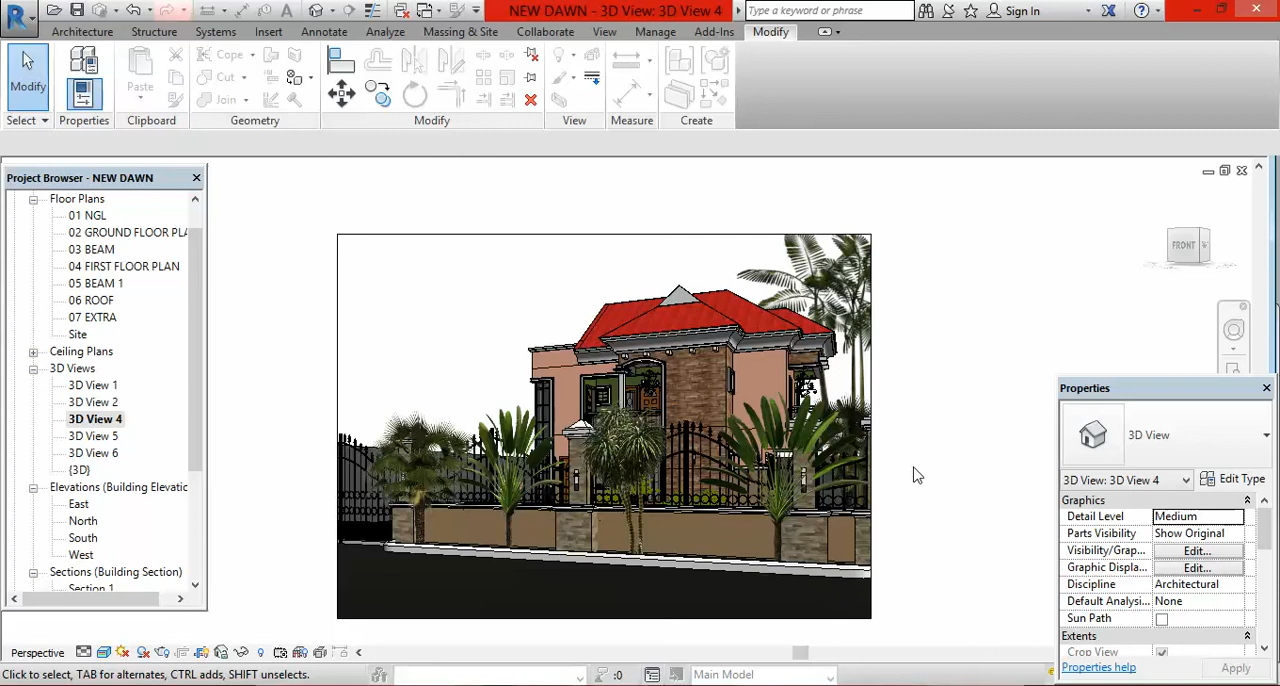 NEW DAWN - 3D View: 3D View 4
Type a keyword or phrase
Sign In
Architecture Structure Systems Insert Annotate Analyze Massing & Site Collaborate View Manage Add-Ins Modify
Modify
Paste
Cope
Cut
Join
Select Properties Clipboard Geometry Modify View Measure Create
Project Browser - NEW DAWN
Floor Plans
01 NGL
02 GROUND FLOOR PLA
03 BEAM
04 FIRST FLOOR PLAN
05 BEAM 1
06 ROOF
07 EXTRA
Site
Ceiling Plans
3D Views
3D View 1
3D View 2
3D View 4
3D View 5
3D View 6
{3D}
Elevations (Building Elevatic
East
North
South
West
Sections (Building Section)
Section 1
FRONT
Properties
3D View
3D View: 3D View 4
Edit Type
Graphics
Detail Level Medium
Parts Visibility Show Original
Visibility/Grap... Edit...
Graphic Displa... Edit...
Discipline Architectural
Default Analysi... None
Sun Path
Extents
Crop View
Properties help
Apply
Perspective
Click to select, TAB for alternates, CTRL adds, SHIFT unselects.
:0
Main Model